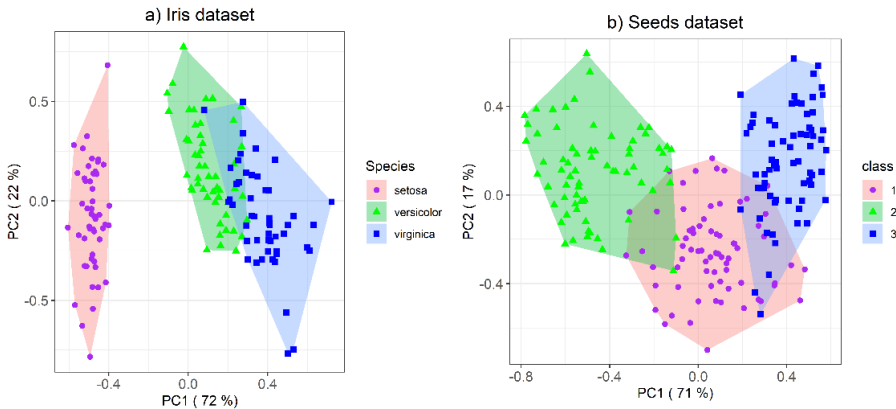 a) Iris dataset
PC2 ( 22 %)
0.5
0.0
-0.5
-0.4
0.0
0.4
PC1 ( 72 %)
Species
setosa
versicolor
virginica
b) Seeds dataset
PC2 ( 17 %)
0.4
0.0
-0.4
-0.8
-0.4
0.0
0.4
PC1 ( 71 %)
class
1
2
3